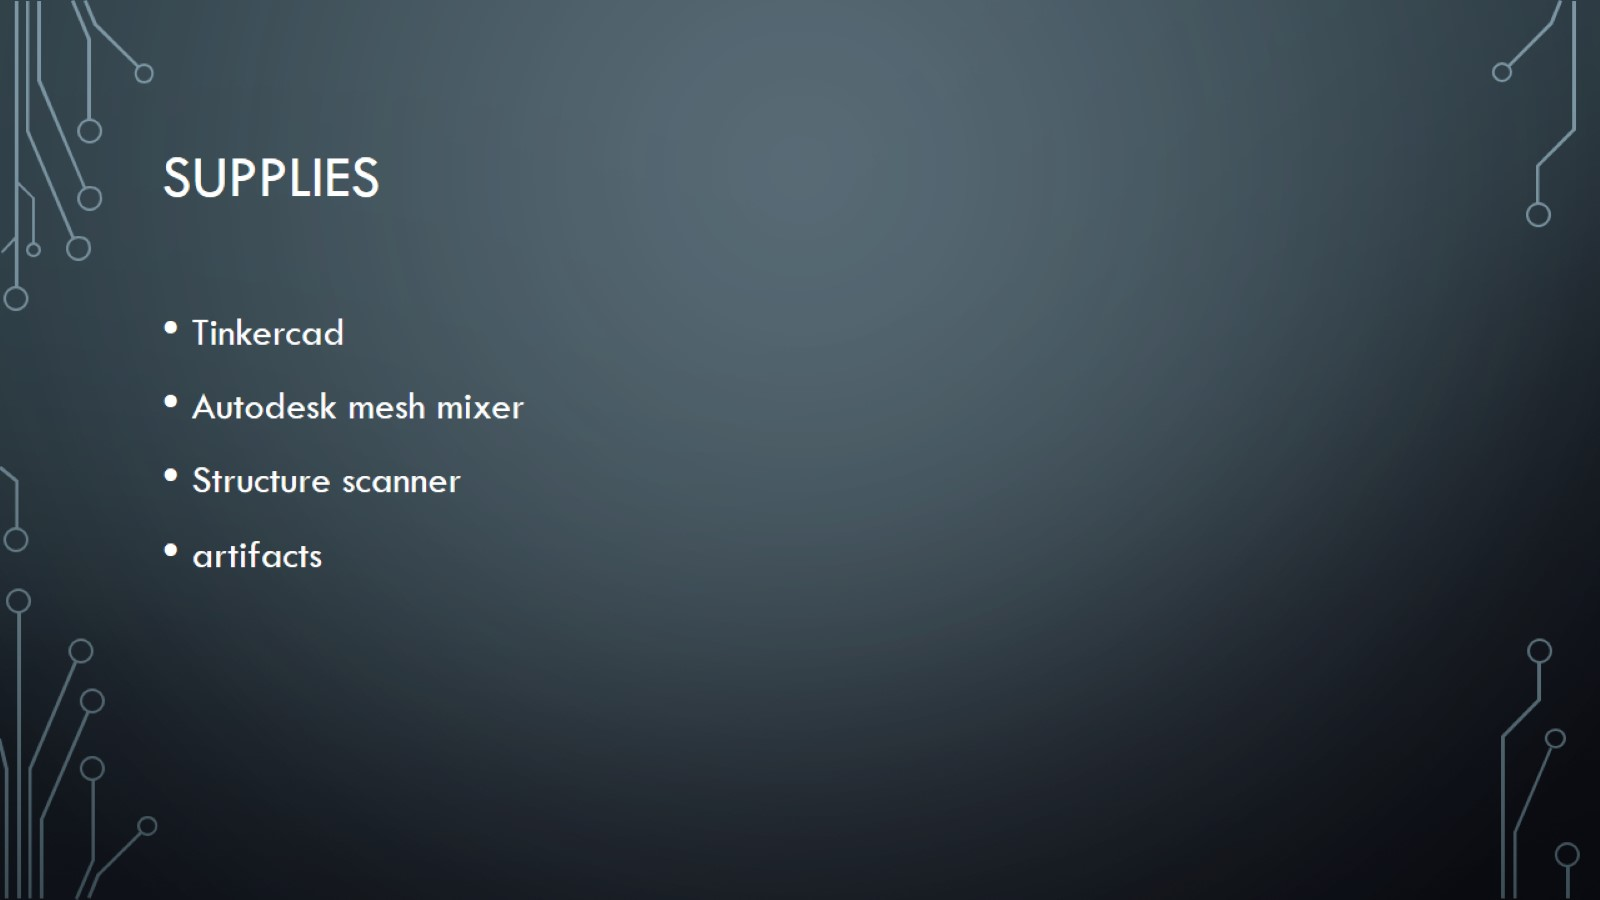 SUPPLIES
• Tinkercad
• Autodesk mesh mixer
• Structure scanner
• artifacts